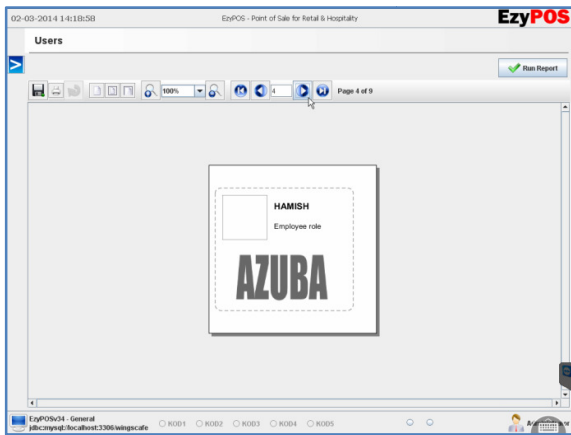 02-03-2014 14:18:58
EzyPOS - Point of Sale for Retail & Hospitality
EzyPOS
Users
>
Run Report
100%
4
Page 4 of 9
HAMISH
Employee role
AZUBA
EzyPOSv34 - General
jdbc:mysql:/localhost:3306/wingscafe
KOD1 KOD2 KOD3 KOD4 KOD5